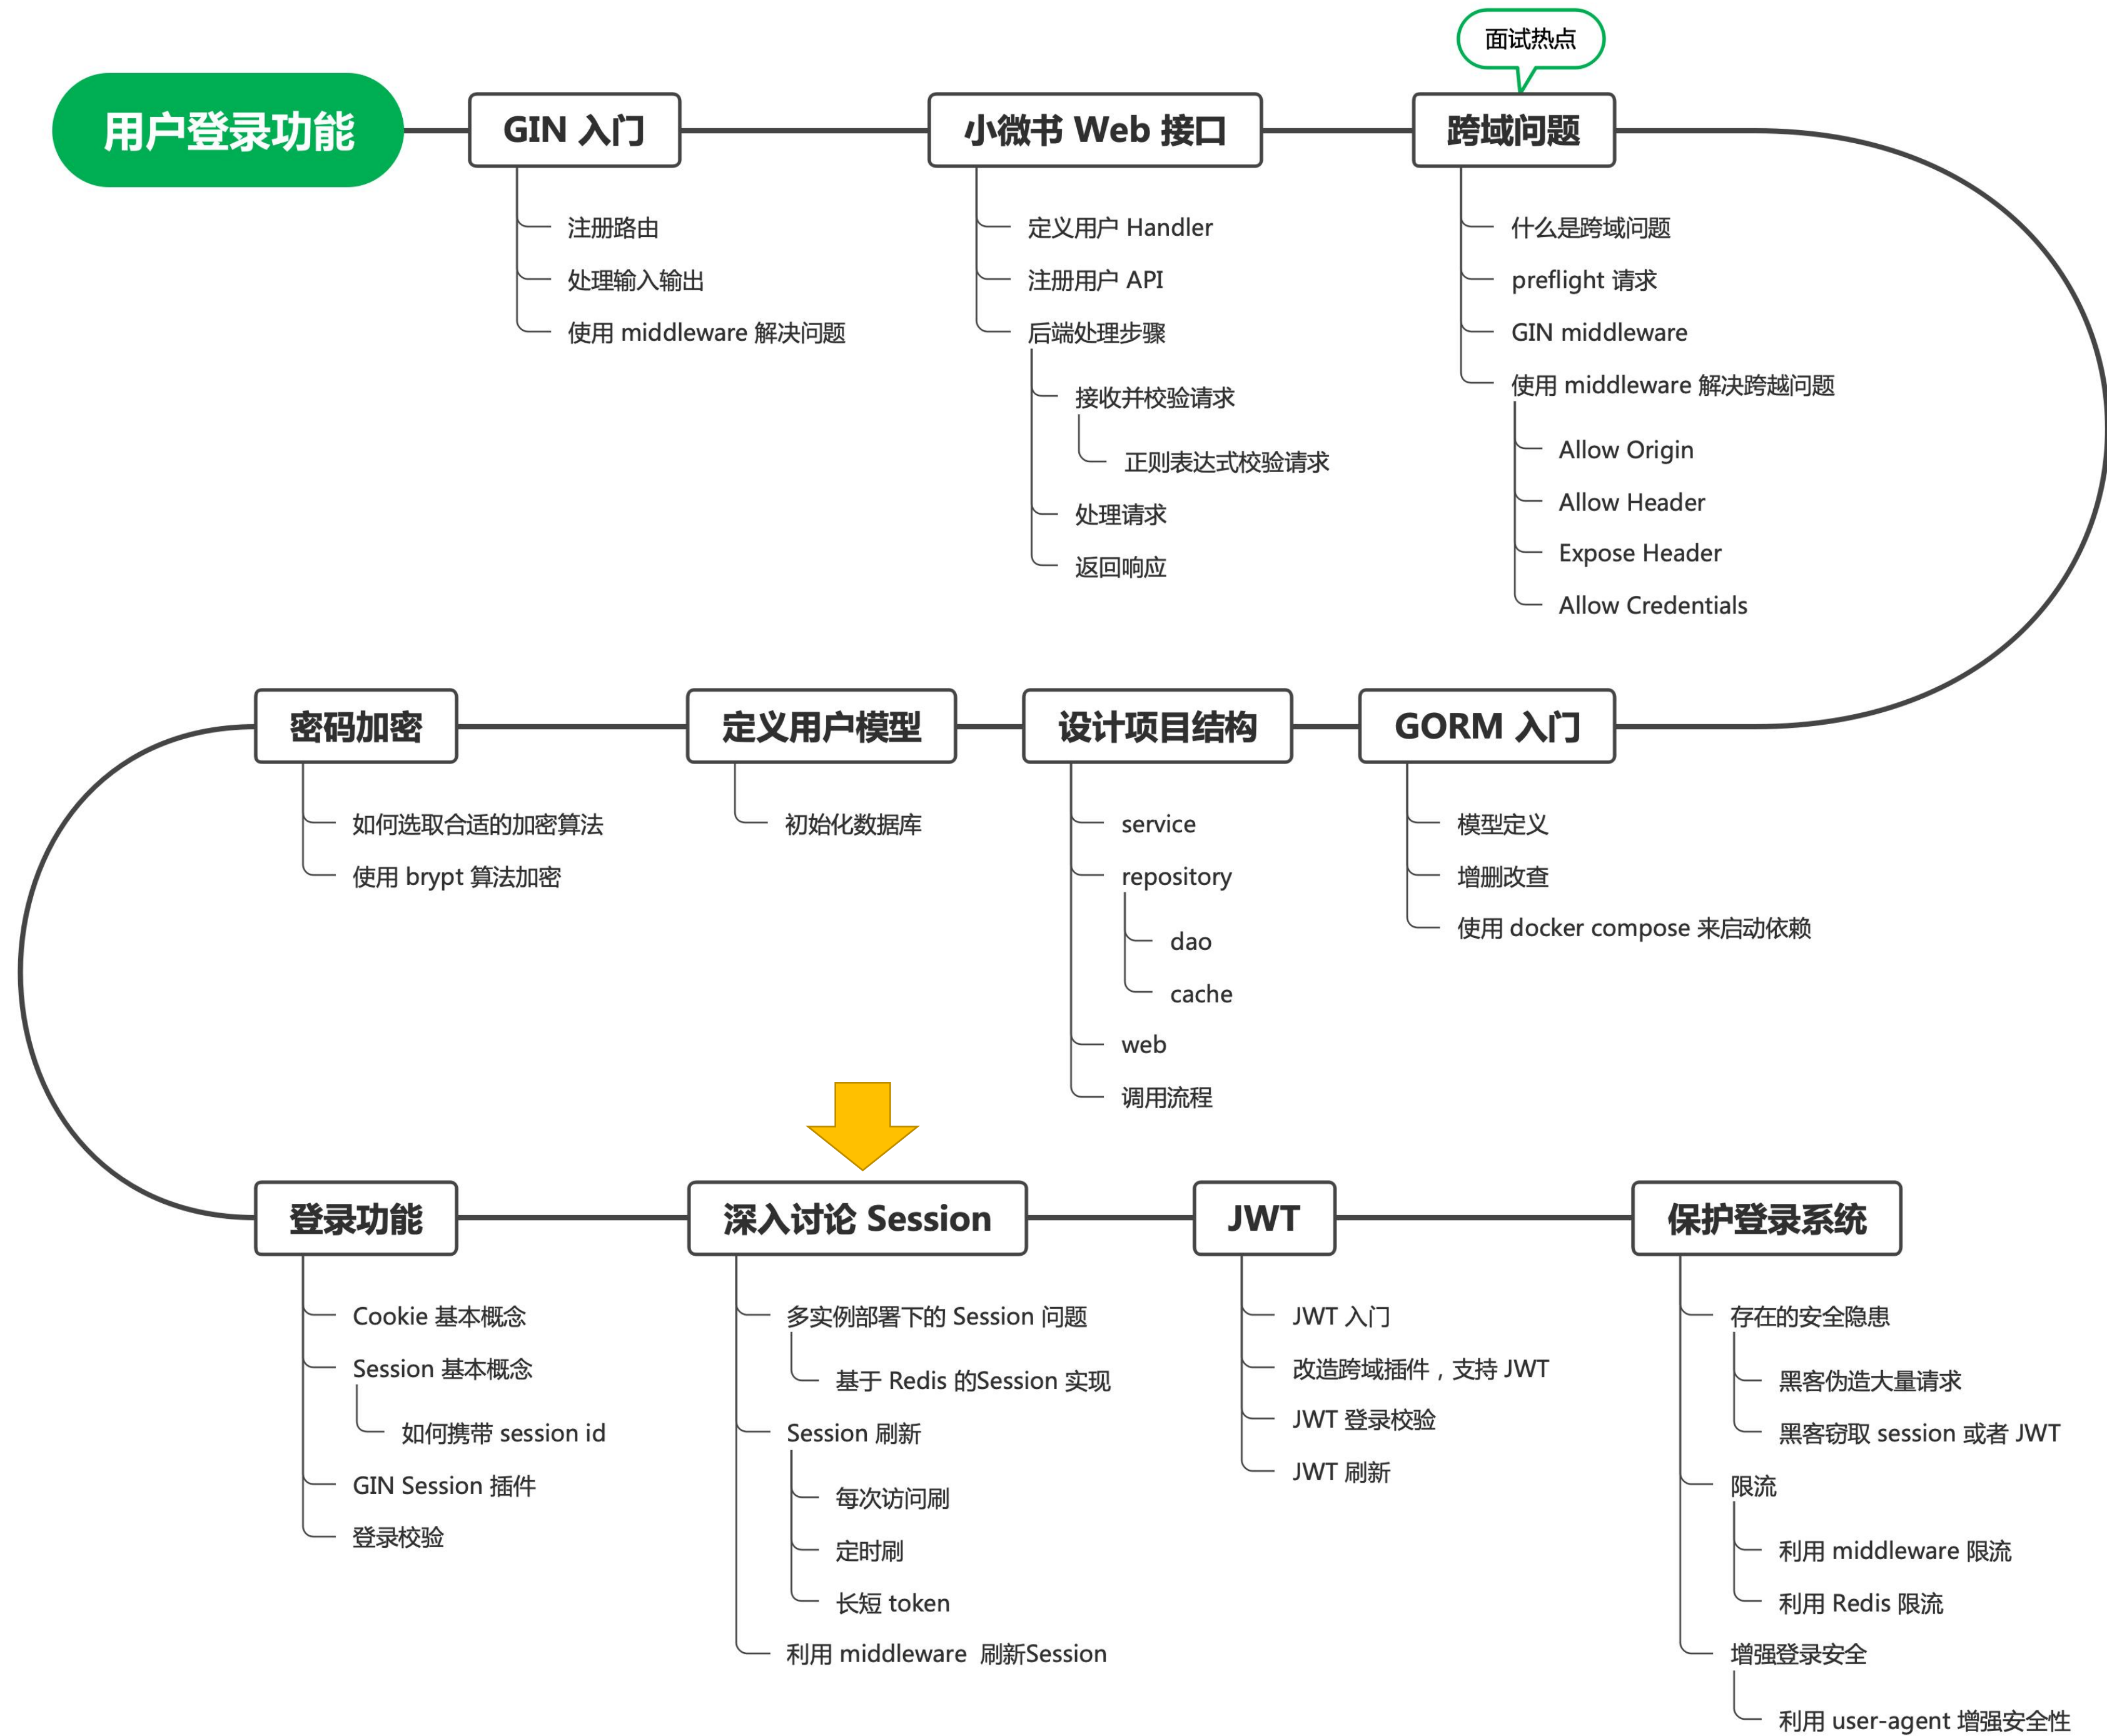 面试热点
用户登录功能
GIN 入门
注册路由
处理输入输出
使用 middleware 解决问题
小微书 Web 接口
定义用户 Handler
注册用户 API
后端处理步骤
接收并校验请求
正则表达式校验请求
处理请求
返回响应
跨域问题
什么是跨域问题
preflight 请求
GIN middleware
使用 middleware 解决跨越问题
Allow Origin
Allow Header
Expose Header
Allow Credentials
GORM 入门
模型定义
增删改查
使用 docker compose 来启动依赖
设计项目结构
service
repository
dao
cache
web
调用流程
定义用户模型
初始化数据库
密码加密
如何选取合适的加密算法
使用 brypt 算法加密
登录功能
Cookie 基本概念
Session 基本概念
如何携带 session id
GIN Session 插件
登录校验
深入讨论 Session
多实例部署下的 Session 问题
基于 Redis 的Session 实现
Session 刷新
每次访问刷
定时刷
长短 token
利用 middleware  刷新Session
JWT
JWT 入门
改造跨域插件，支持 JWT
JWT 登录校验
JWT 刷新
保护登录系统
存在的安全隐患
黑客伪造大量请求
黑客窃取 session 或者 JWT
限流
利用 middleware 限流
利用 Redis 限流
增强登录安全
利用 user-agent 增强安全性